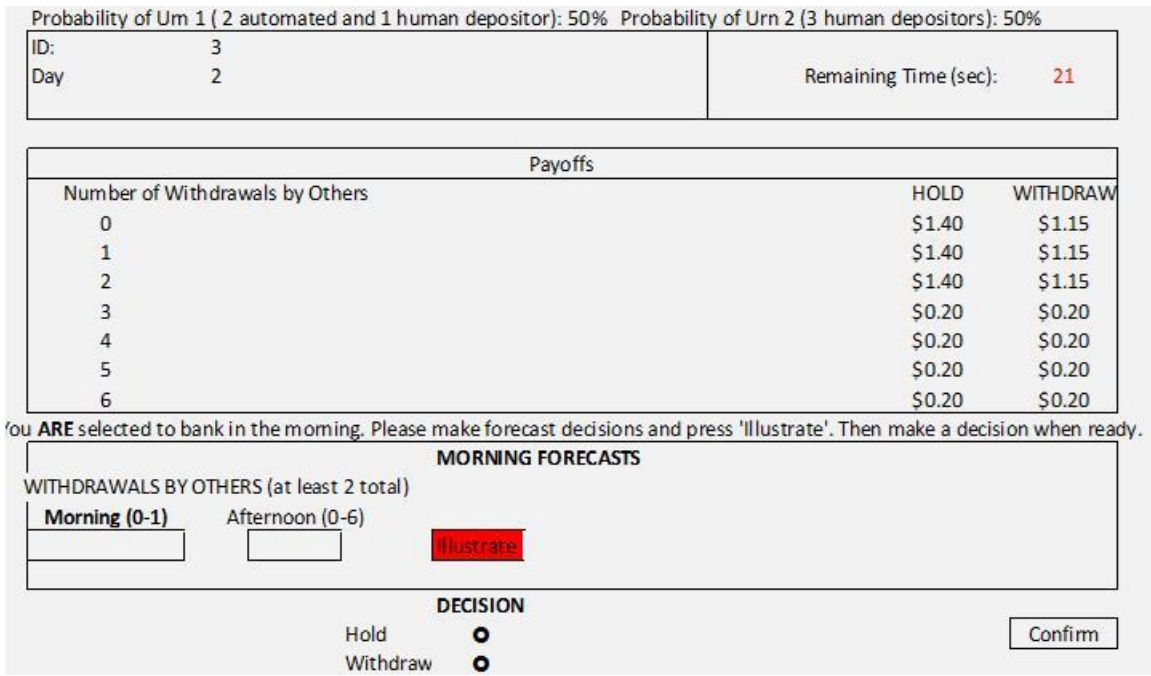 Probability of Urn 1 ( 2 automated and 1 human depositor): 50% Probability of Urn 2 (3 human depositors): 50%
ID: 3
Day 2 Remaining Time (sec): 21
Payoffs
Number of Withdrawals by Others HOLD WITHDRAW
0 $1.40 $1.15
1 $1.40 $1.15
2 $1.40 $1.15
3 $0.20 $0.20
4 $0.20 $0.20
5 $0.20 $0.20
6 $0.20 $0.20
ou ARE selected to bank in the morning. Please make forecast decisions and press 'Illustrate'. Then make a decision when ready.
MORNING FORECASTS
WITHDRAWALS BY OTHERS (at least 2 total)
Morning (0-1) Afternoon (0-6)
Illustrate
DECISION
Hold Confirm
Withdraw